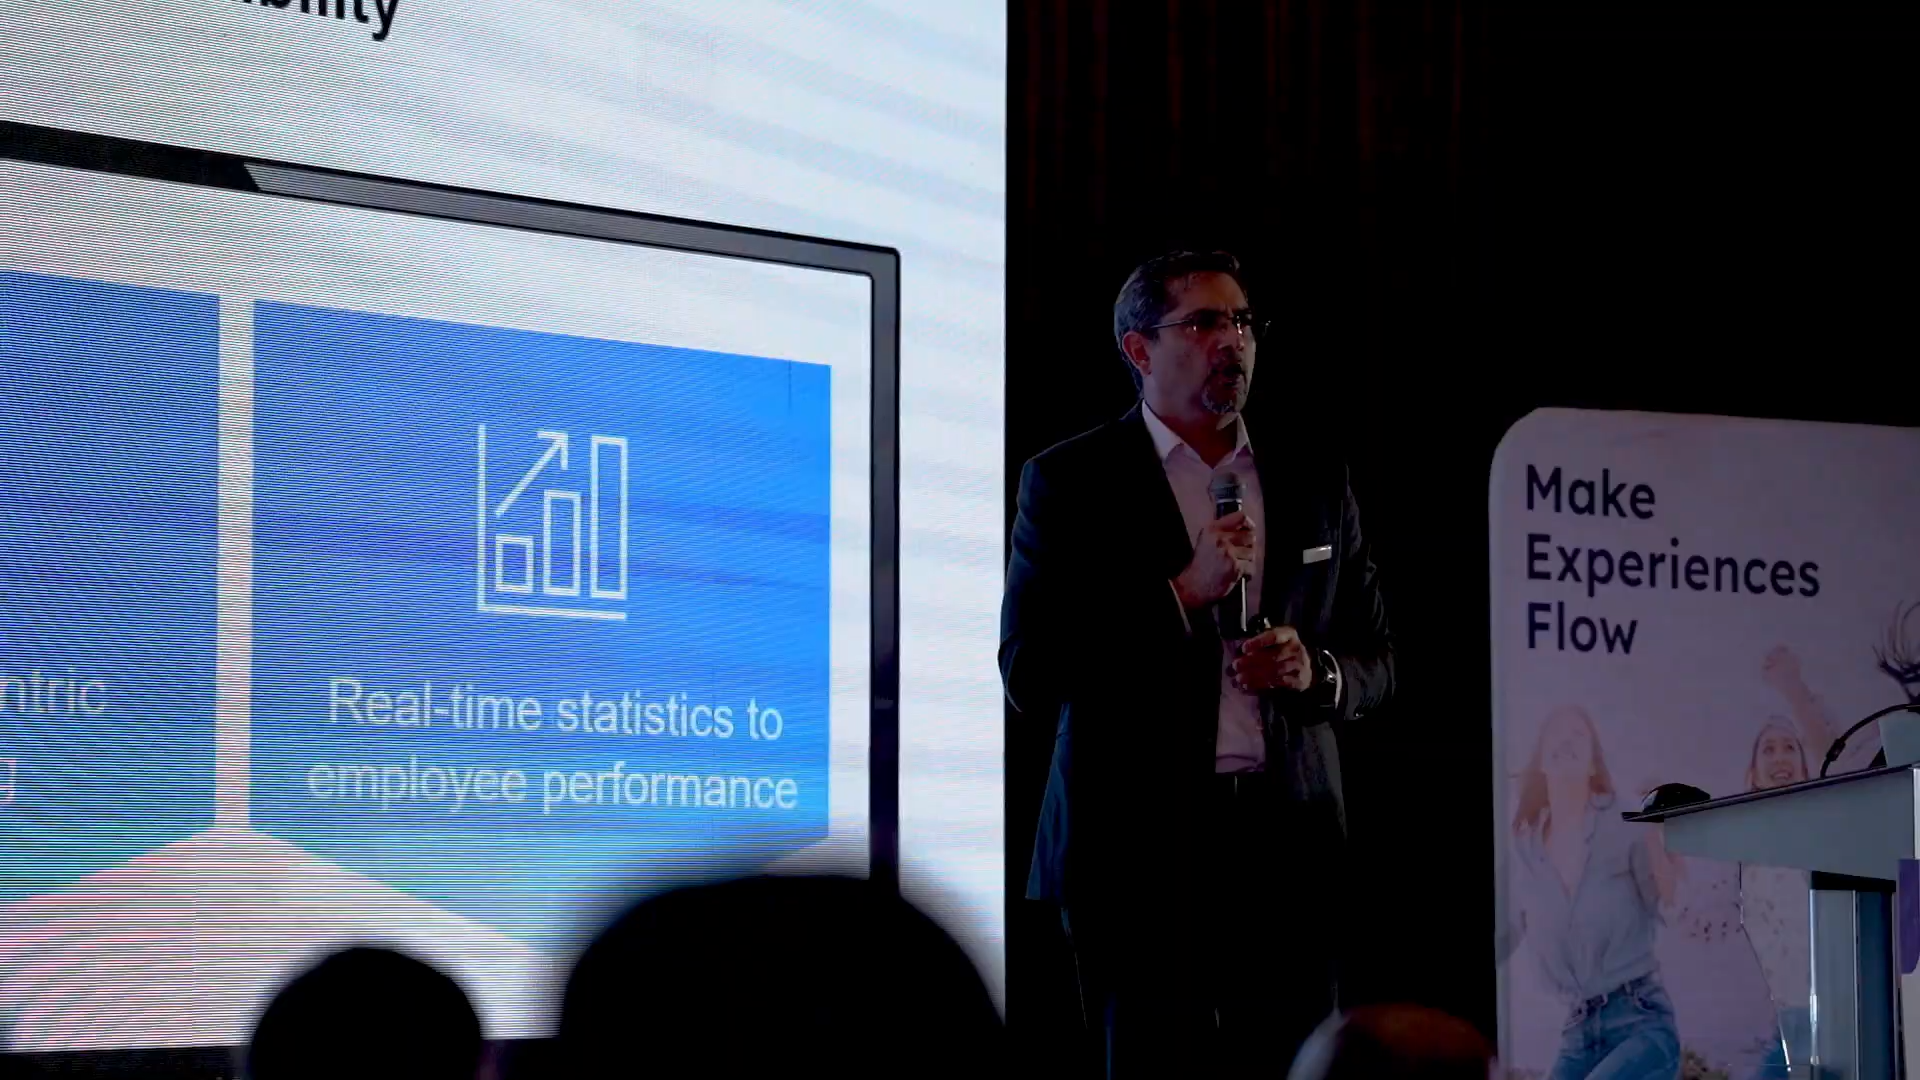 Real-time statistics to
employee performance
Make
Experiences
Flow